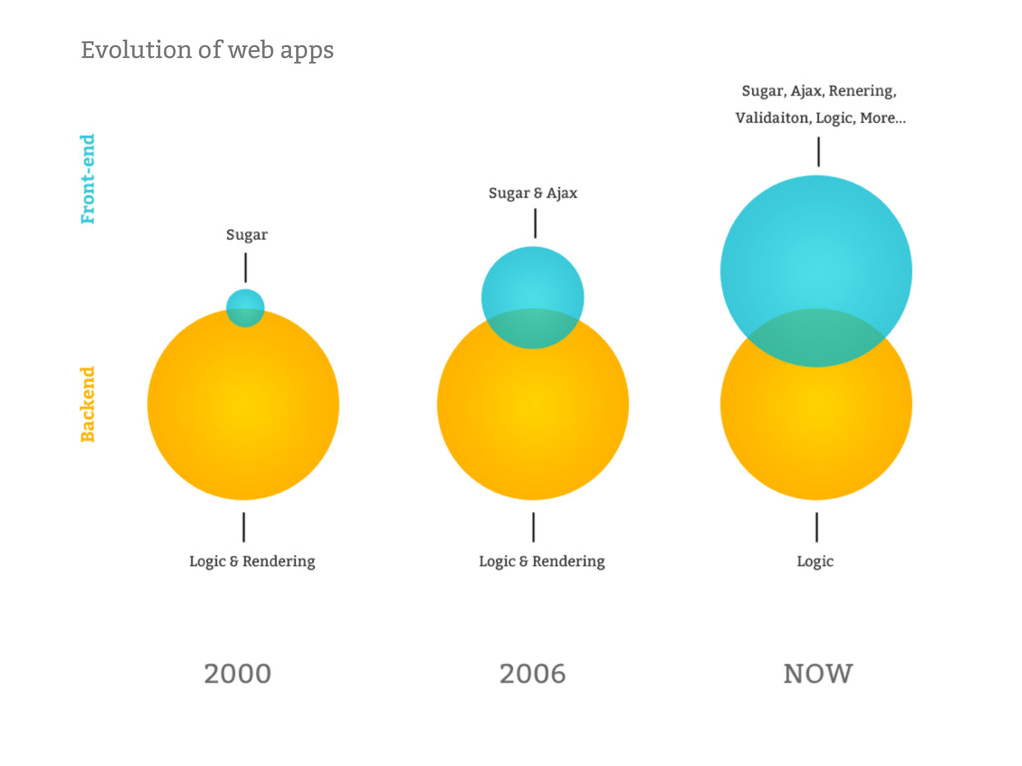 Evolution of web apps
Sugar, Ajax, Renering,
Validaiton, Logic, More...
Front-end
Sugar & Ajax
Sugar
Backend
Logic & Rendering
Logic & Rendering
Logic
2000
2006
NOW